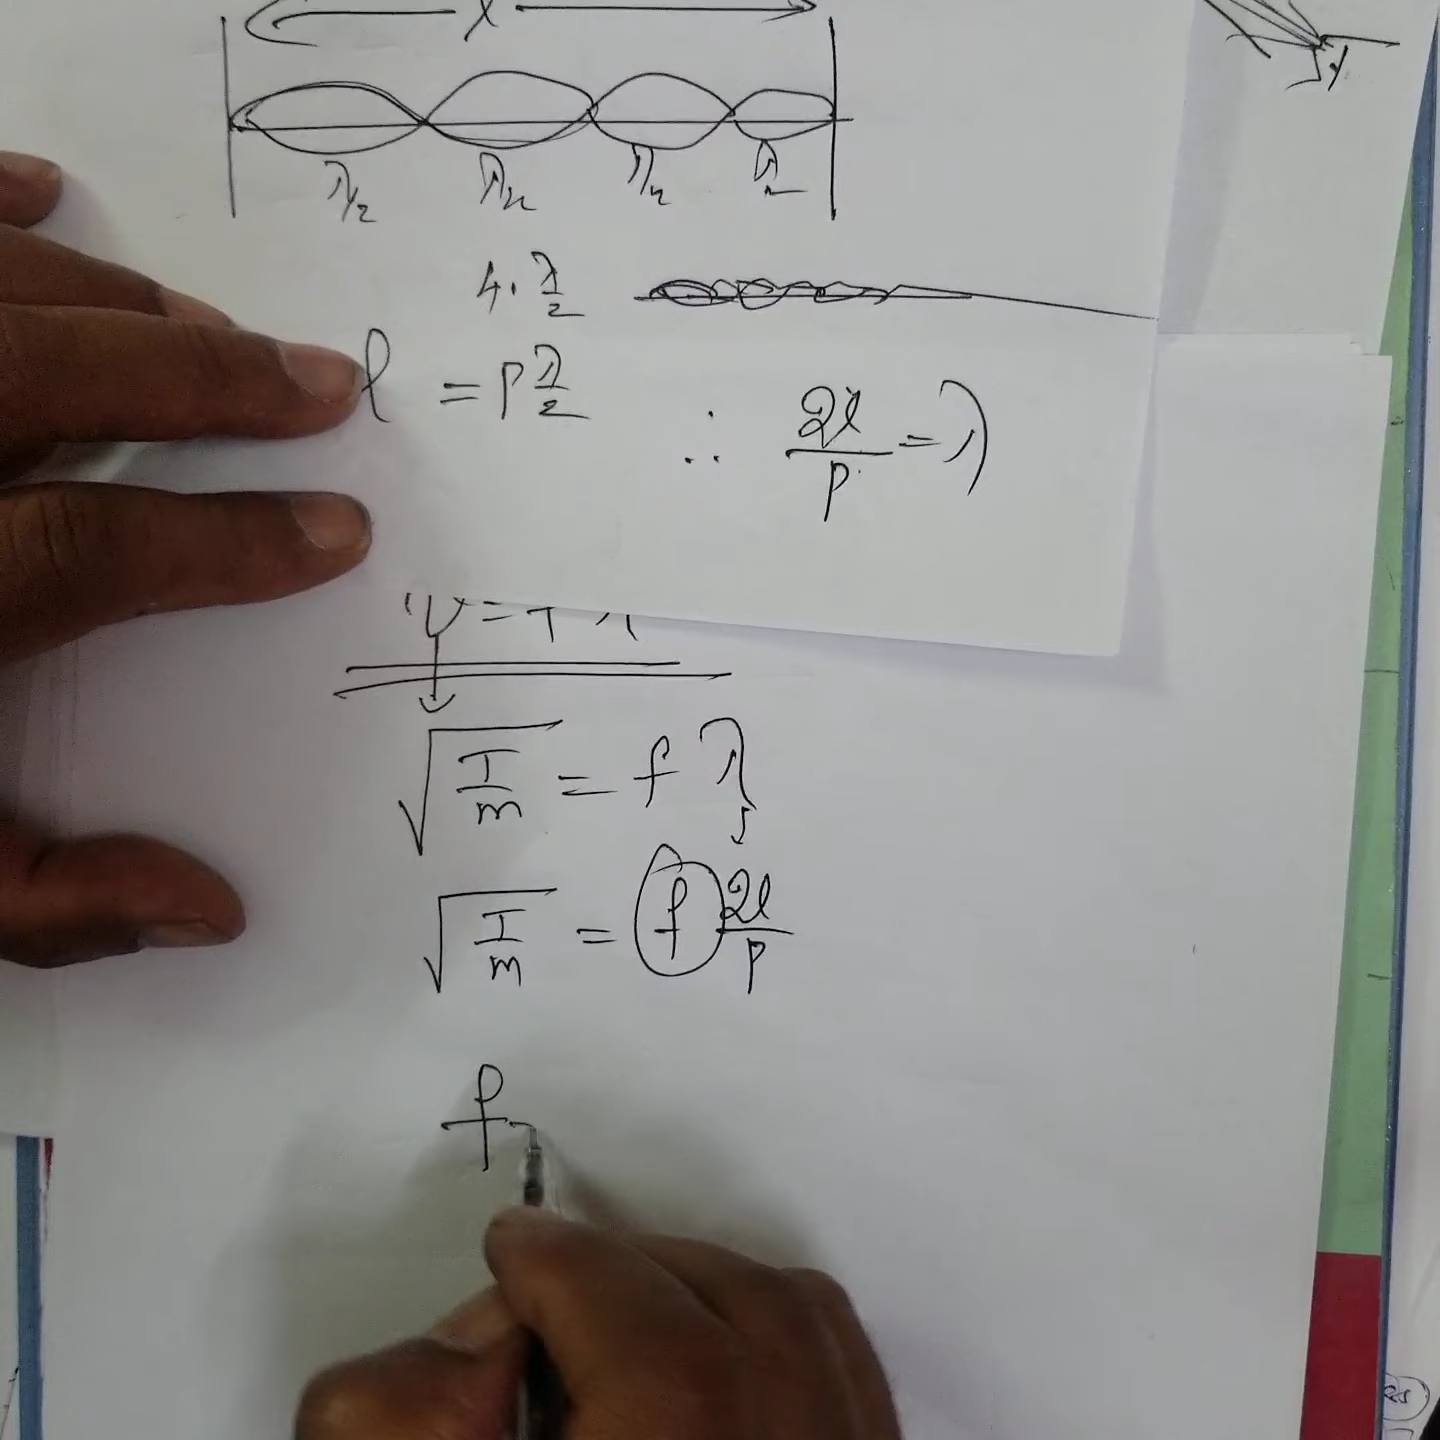 l
λ/2 λ/2 λ/2 λ/2
4. λ/2
l = P λ/2 ∴ 2l/P = λ
v = f λ
√(T/m) = f λ
√(T/m) = f 2l/P
f
y